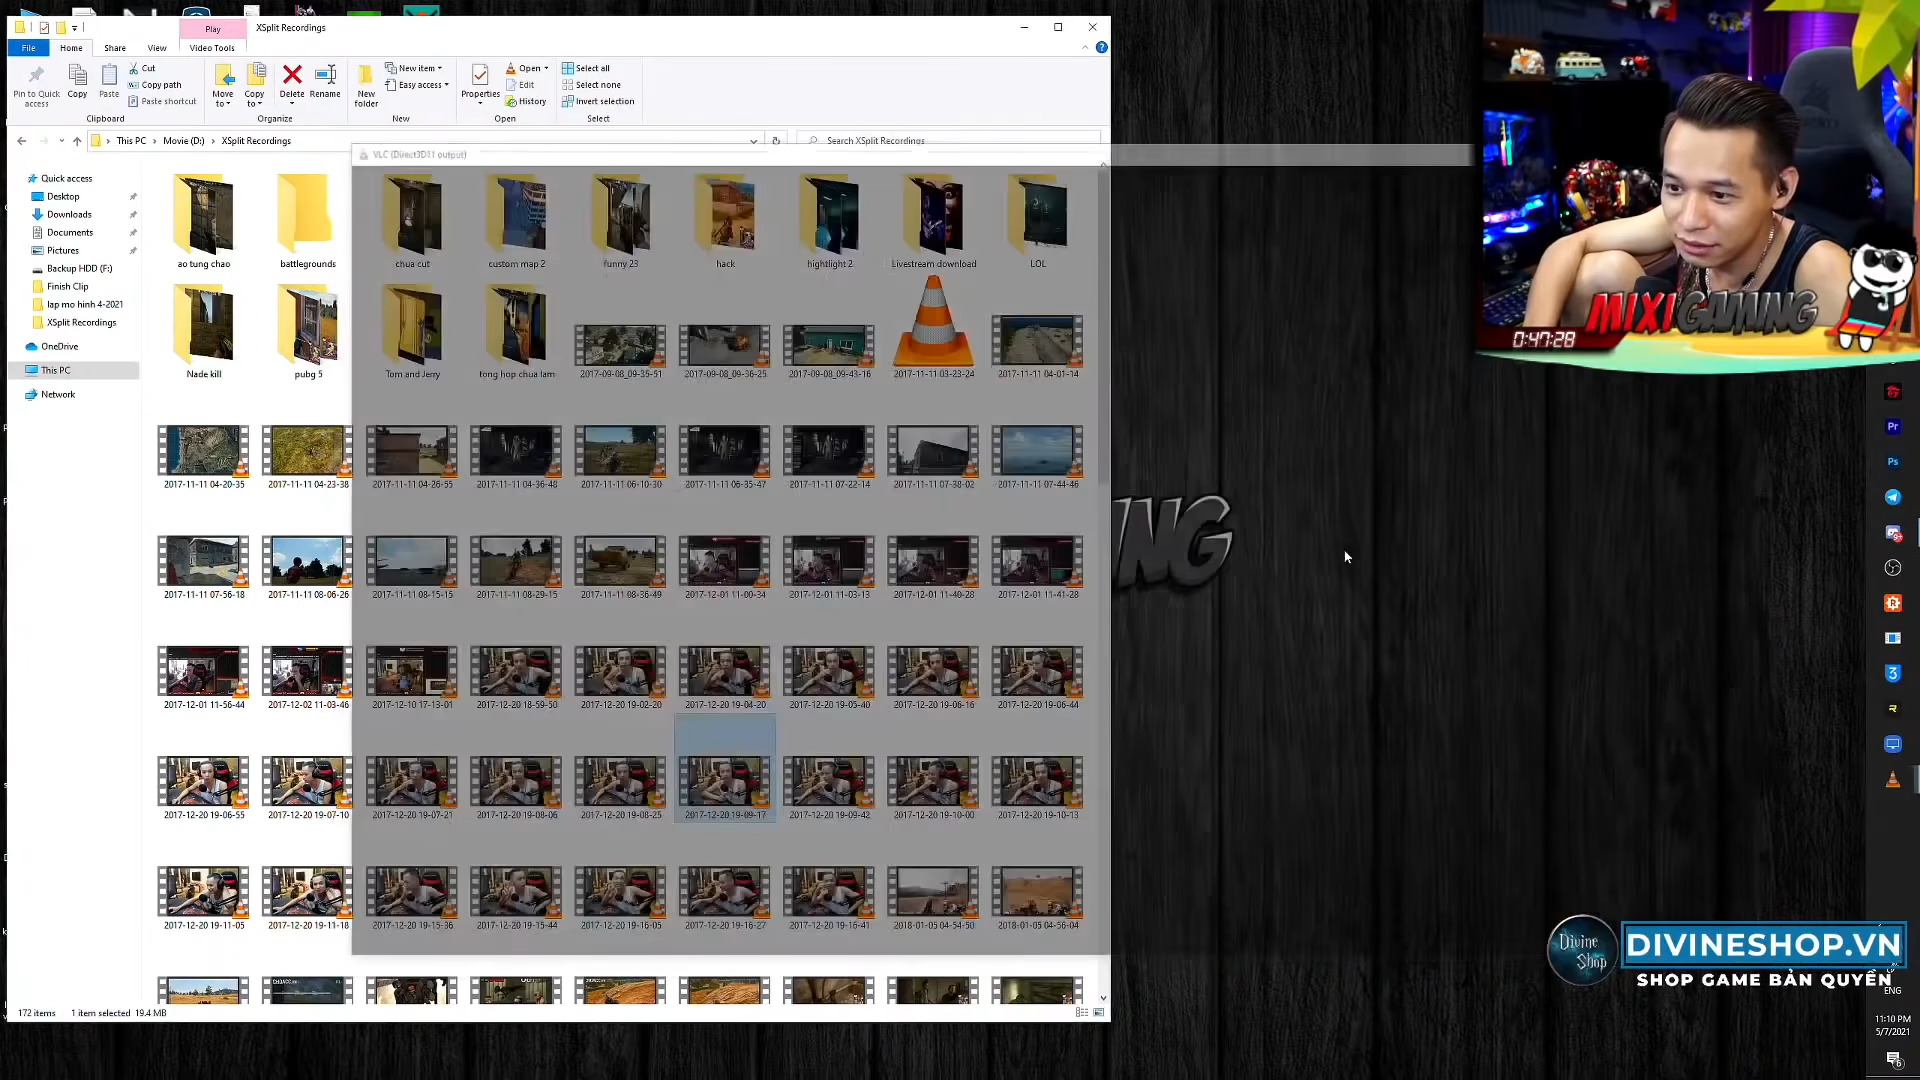 Play
XSplit Recordings
File
Home
Share
View
Video Tools
Pin to Quick access
Copy
Paste
Cut
Copy path
Paste shortcut
Move to
Copy to
Delete
Rename
New folder
New item
Easy access
Properties
Open
Edit
History
Select all
Select none
Invert selection
Clipboard
Organize
New
Open
Select
This PC
Movie (D:)
XSplit Recordings
Search XSplit Recordings
VLC (Direct3D11 output)
Quick access
Desktop
Downloads
Documents
Pictures
Backup HDD (F:)
Finish Clip
lap mo hinh 4-2021
XSplit Recordings
OneDrive
This PC
Network
ao tung chao
battlegrounds
chua cut
custom map 2
funny 23
hack
hightlight 2
Livestream download
LOL
Nade kill
pubg 5
Tom and Jerry
tong hop chua lam
2017-09-08_09-35-51
2017-09-08_09-36-25
2017-09-08_09-43-16
2017-11-11 03-23-24
2017-11-11 04-01-14
2017-11-11 04-20-35
2017-11-11 04-23-38
2017-11-11 04-26-55
2017-11-11 04-36-48
2017-11-11 06-10-30
2017-11-11 06-35-47
2017-11-11 07-22-14
2017-11-11 07-38-02
2017-11-11 07-44-46
2017-11-11 07-56-18
2017-11-11 08-06-26
2017-11-11 08-15-15
2017-11-11 08-29-15
2017-11-11 08-36-49
2017-12-01 11-00-34
2017-12-01 11-03-13
2017-12-01 11-40-28
2017-12-01 11-41-28
2017-12-01 11-56-44
2017-12-02 11-03-46
2017-12-10 17-13-01
2017-12-20 18-59-50
2017-12-20 19-02-20
2017-12-20 19-04-20
2017-12-20 19-05-40
2017-12-20 19-06-16
2017-12-20 19-06-44
2017-12-20 19-06-55
2017-12-20 19-07-10
2017-12-20 19-07-21
2017-12-20 19-08-06
2017-12-20 19-08-25
2017-12-20 19-09-17
2017-12-20 19-09-42
2017-12-20 19-10-00
2017-12-20 19-10-13
2017-12-20 19-11-05
2017-12-20 19-11-18
2017-12-20 19-15-36
2017-12-20 19-15-44
2017-12-20 19-16-05
2017-12-20 19-16-27
2017-12-20 19-16-41
2018-01-05 04-54-50
2018-01-05 04-56-04
172 items
1 item selected 19.4 MB
NG
MIXIGAMING
0:47:28
Pr
Ps
Divine Shop
DIVINESHOP.VN
SHOP GAME BẢN QUYỀN
ENG
11:10 PM
5/7/2021